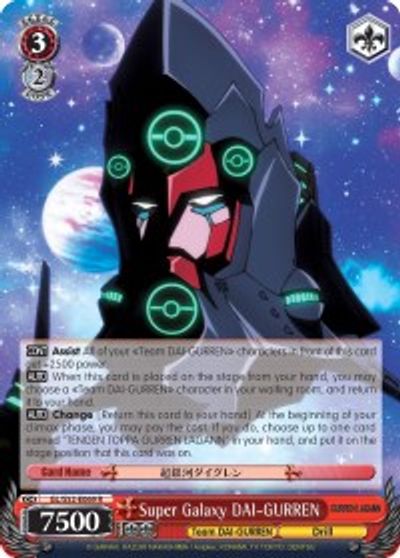 3
2
CONT Assist All of your «Team DAI-GURREN» characters in front of this card
get +2500 power.
AUTO When this card is placed on the stage from your hand, you may
choose a «Team DAI-GURREN» character in your waiting room, and return
it to your hand.
AUTO Change [Return this card to your hand] At the beginning of your
climax phase, you may pay the cost. If you do, choose up to one card
named "TENGEN TOPPA GURREN LAGANN" in your hand, and put it on the
stage position that this card was on.
Card Name 超銀河ダイグレン
Super Galaxy DAI-GURREN
GURREN LAGANN
7500
Team DAI-GURREN
Drill